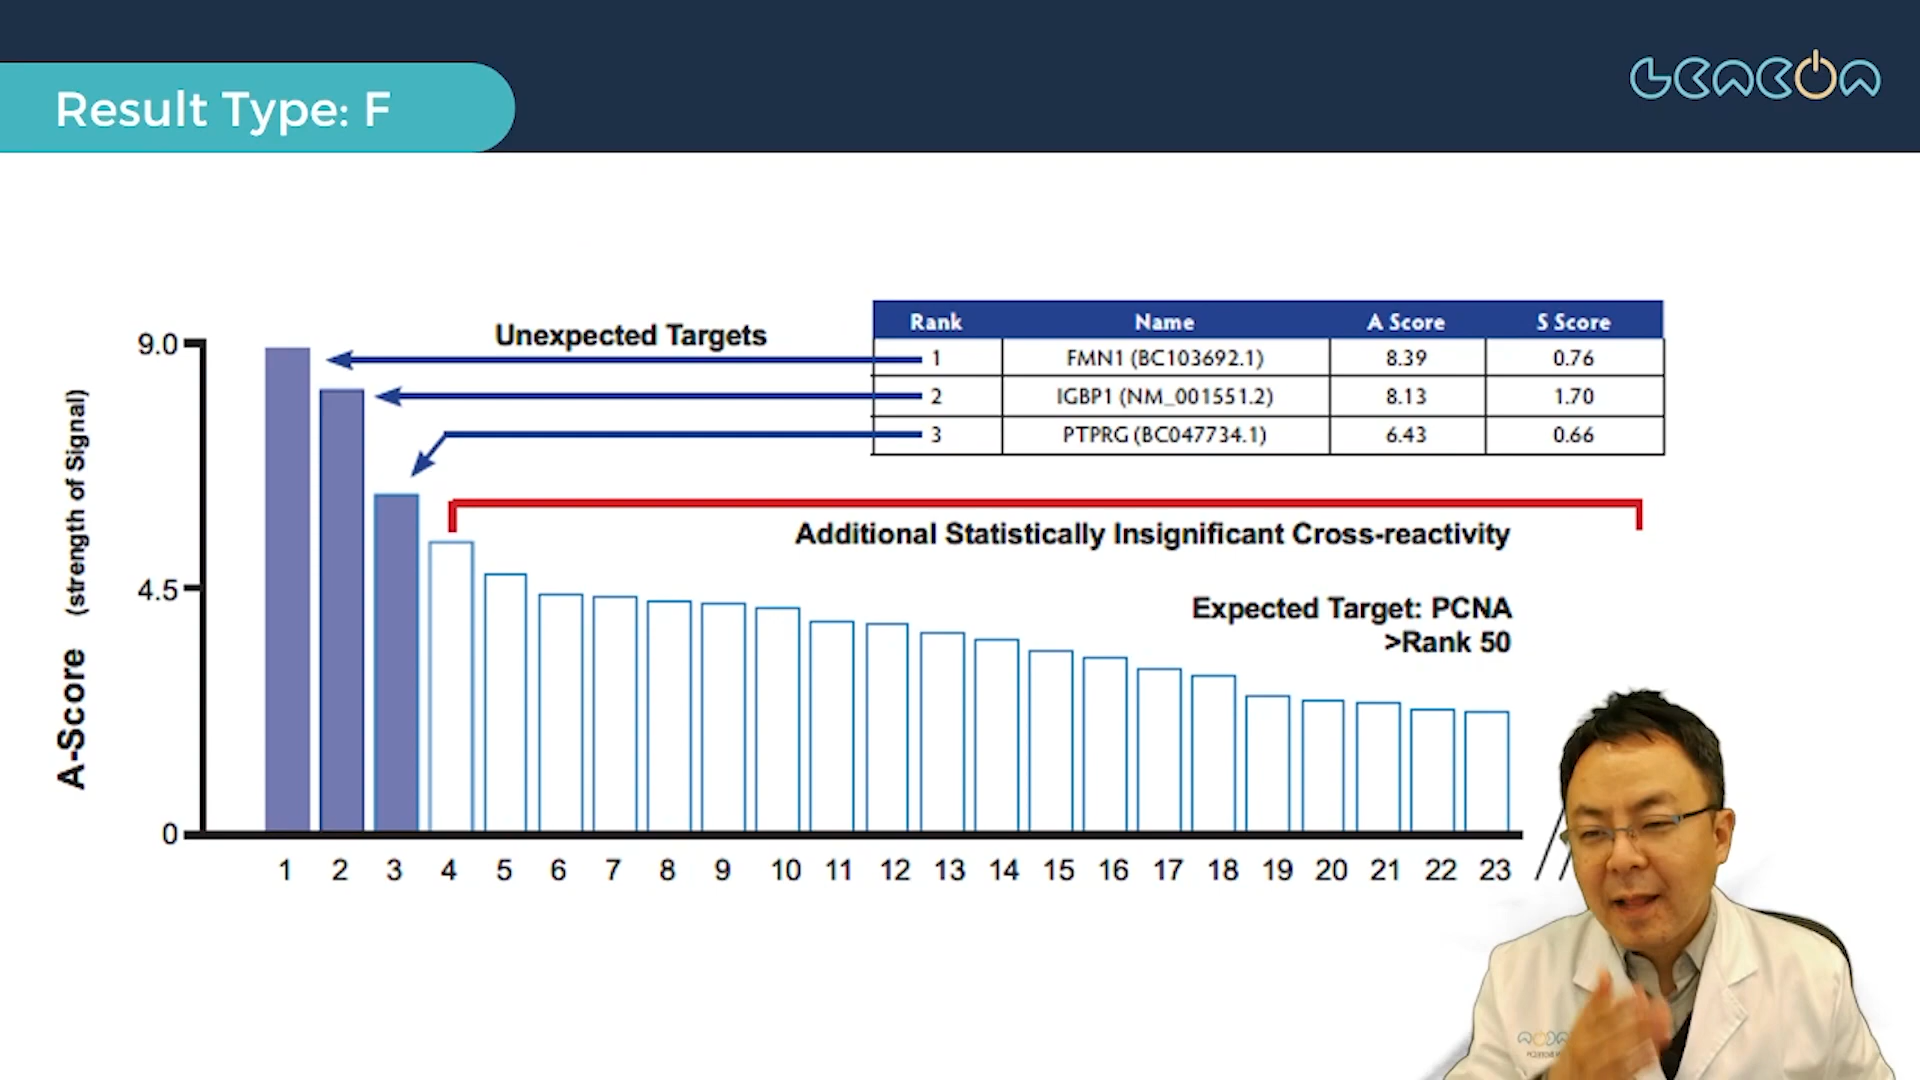 Result Type: F
Unexpected Targets
Rank Name A Score S Score
1 FMN1 (BC103692.1) 8.39 0.76
2 IGBP1 (NM_001551.2) 8.13 1.70
3 PTPRG (BC047734.1) 6.43 0.66
Additional Statistically Insignificant Cross-reactivity
Expected Target: PCNA
>Rank 50
A-Score (strength of Signal)
9.0
4.5
0
1 2 3 4 5 6 7 8 9 10 11 12 13 14 15 16 17 18 19 20 21 22 23